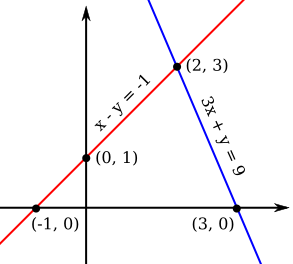 x - y = -1
(2, 3)
3x + y = 9
(0, 1)
(-1, 0)
(3, 0)